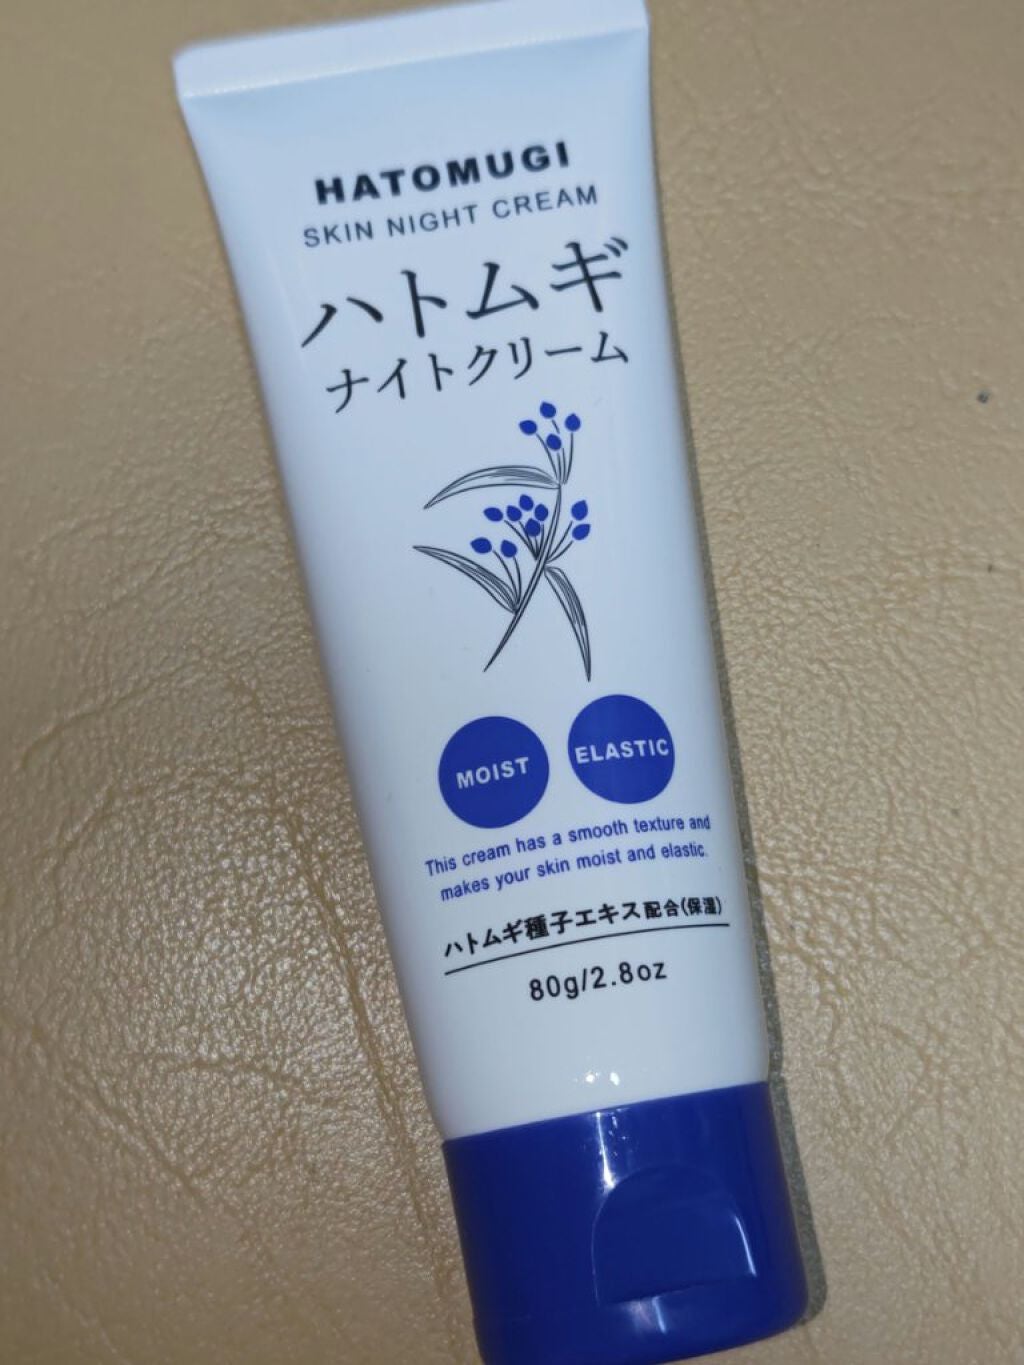 HATOMUGI
SKIN NIGHT CREAM
ハトムギ
ナイトクリーム
MOIST
ELASTIC
This cream has a smooth texture and
makes your skin moist and elastic.
ハトムギ種子エキス配合(保湿)
80g/2.8oz